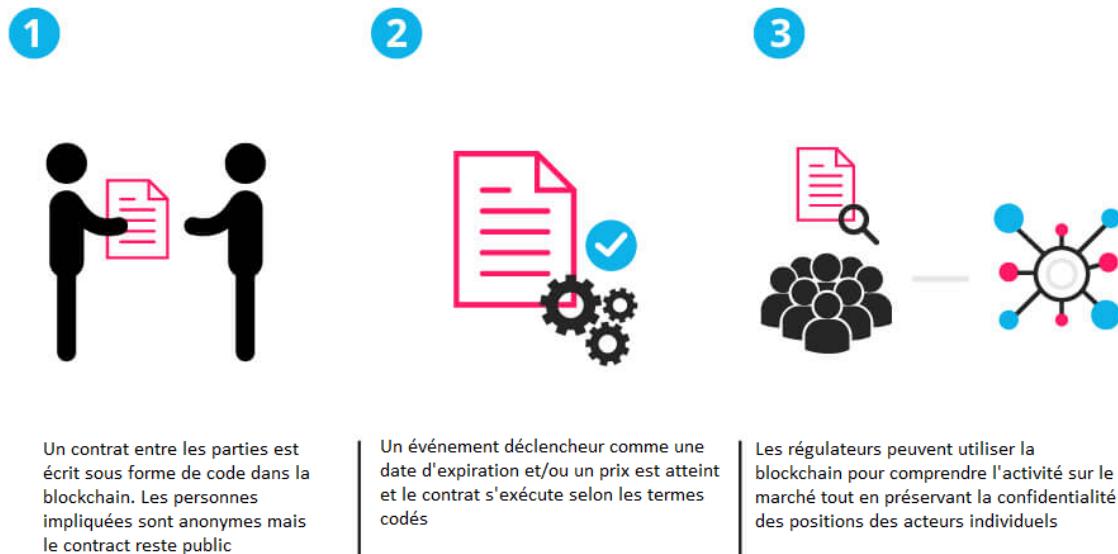 1
2
3
Un contrat entre les parties est
écrit sous forme de code dans la
blockchain. Les personnes
impliquées sont anonymes mais
le contract reste public
Un événement déclencheur comme une
date d'expiration et/ou un prix est atteint
et le contrat s'exécute selon les termes
codés
Les régulateurs peuvent utiliser la
blockchain pour comprendre l'activité sur le
marché tout en préservant la confidentialité
des positions des acteurs individuels